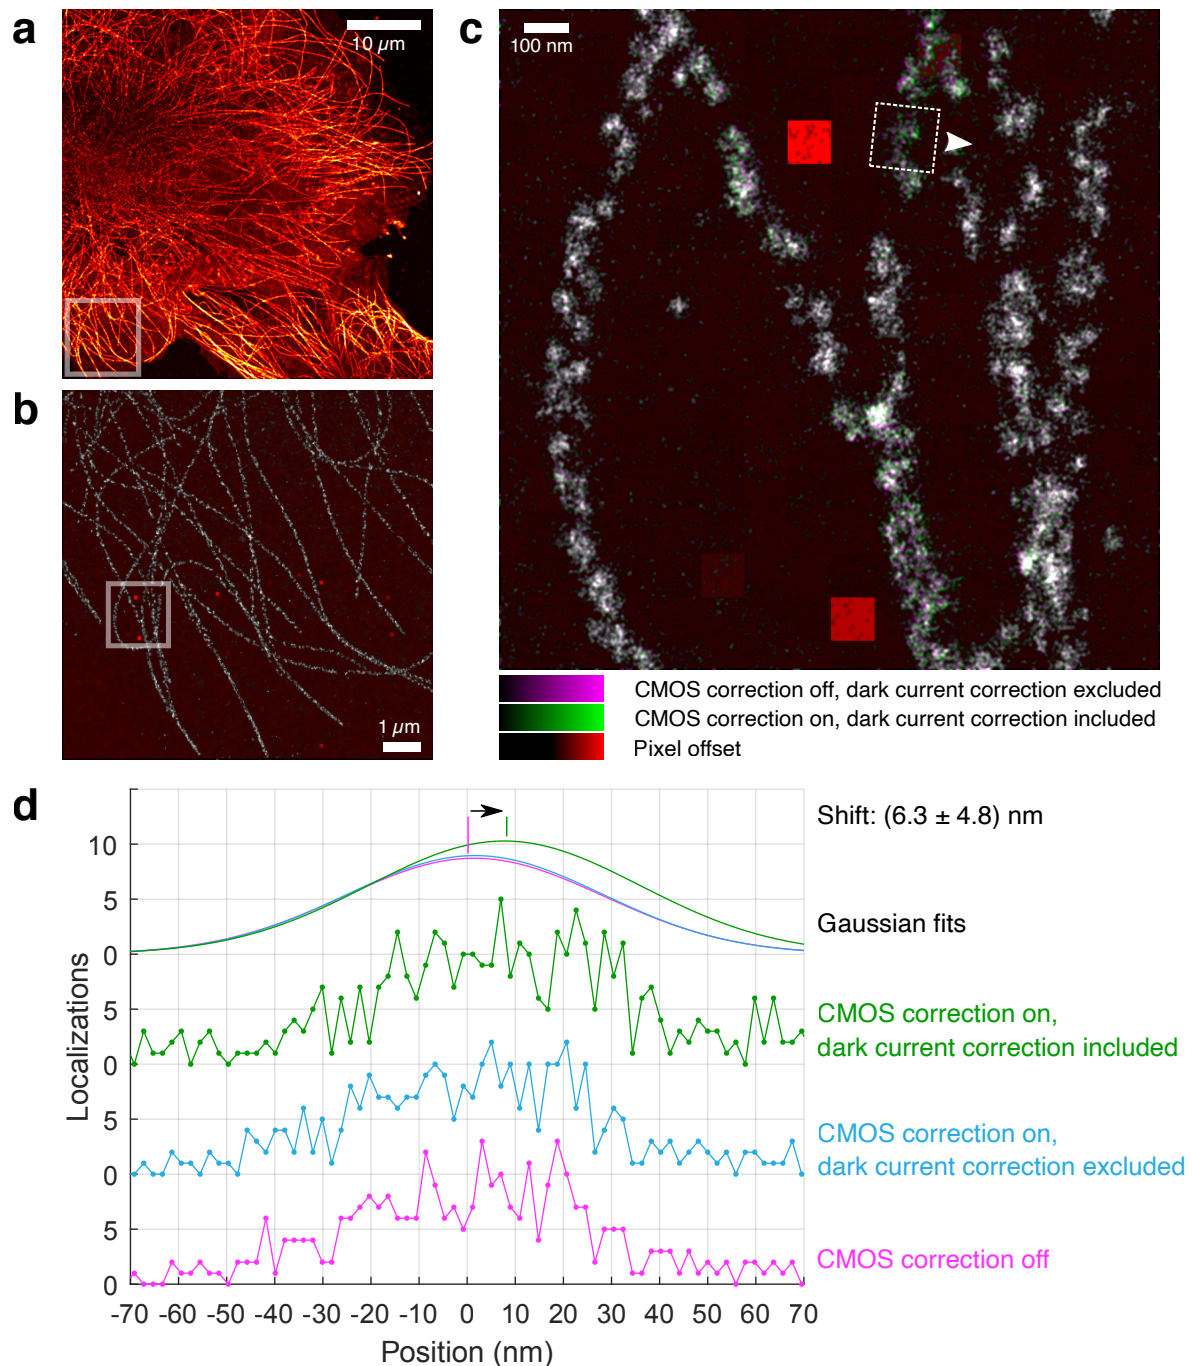 a
10 µm
b
1 µm
c
100 nm
CMOS correction off, dark current correction excluded
CMOS correction on, dark current correction included
Pixel offset
d
Shift: (6.3 ± 4.8) nm
Gaussian fits
CMOS correction on,
dark current correction included
CMOS correction on,
dark current correction excluded
CMOS correction off
Localizations
10
5
0
5
0
5
0
5
0
-70 -60 -50 -40 -30 -20 -10 0 10 20 30 40 50 60 70
Position (nm)